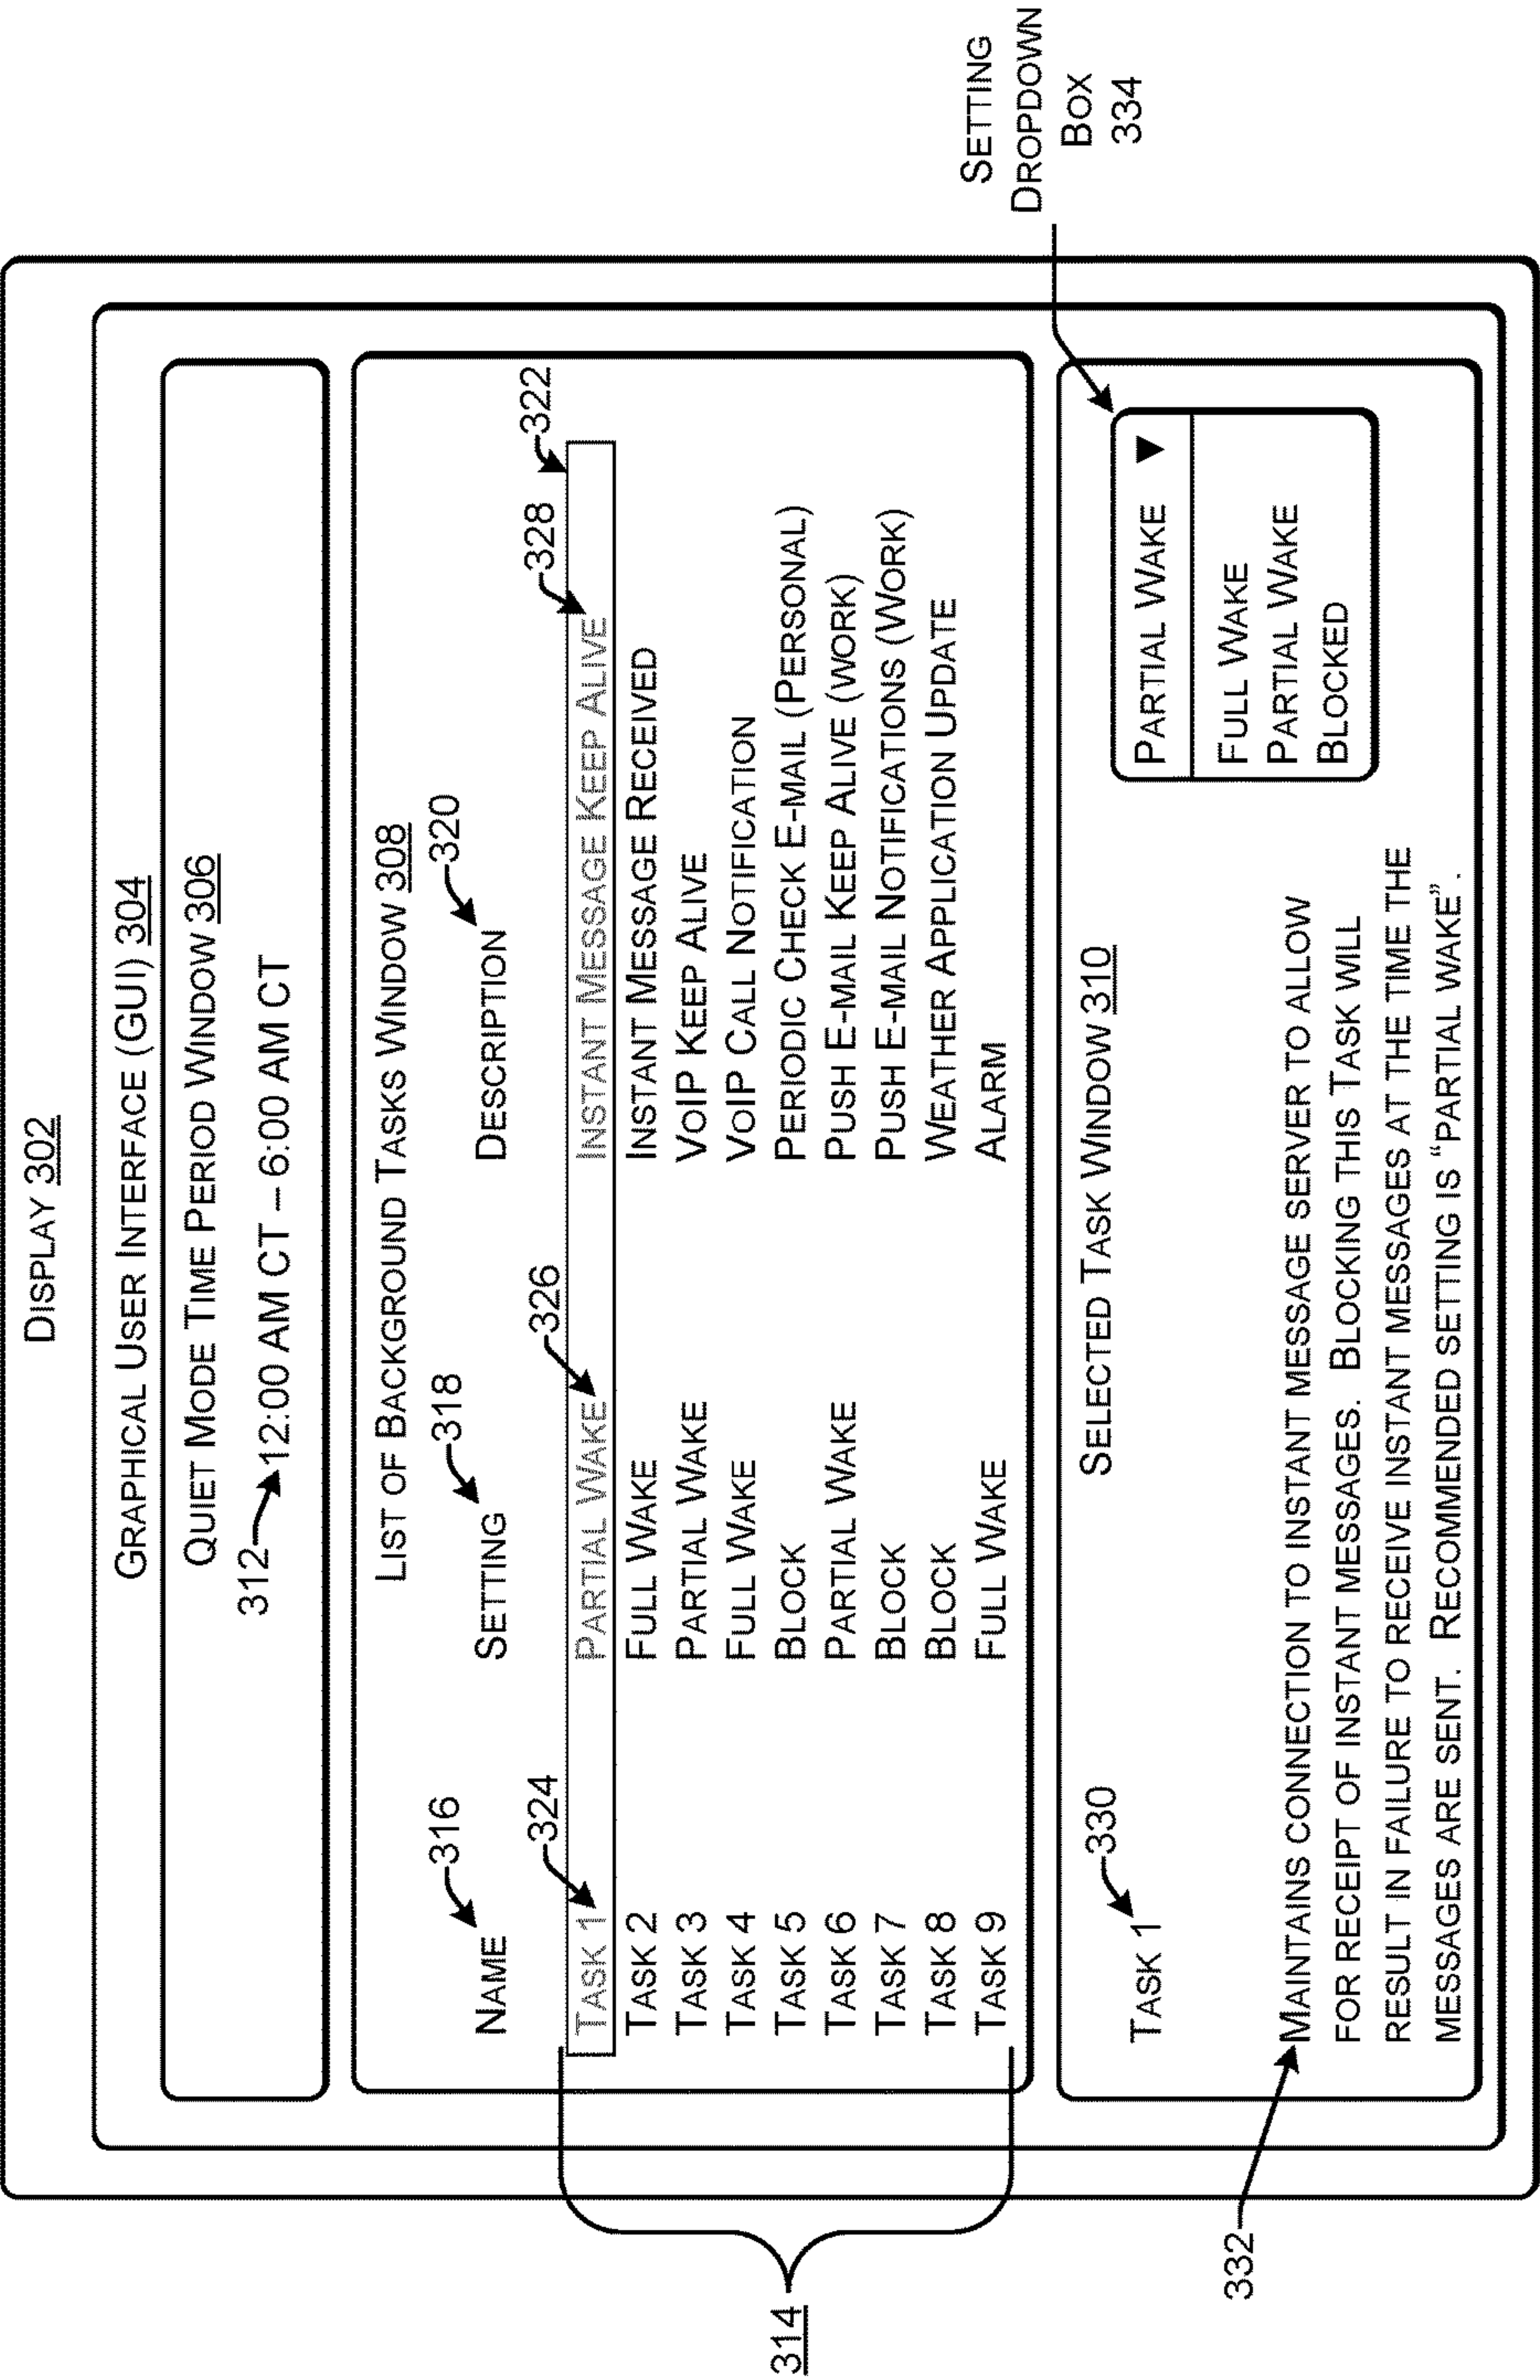 DISPLAY 302
GRAPHICAL USER INTERFACE (GUI) 304
QUIET MODE TIME PERIOD WINDOW 306
312 12:00 AM CT – 6:00 AM CT
LIST OF BACKGROUND TASKS WINDOW 308
316 318 320
NAME SETTING DESCRIPTION
324 326 328 322
TASK 1 PARTIAL WAKE INSTANT MESSAGE KEEP ALIVE
TASK 2 FULL WAKE INSTANT MESSAGE RECEIVED
TASK 3 PARTIAL WAKE VOIP KEEP ALIVE
TASK 4 FULL WAKE VOIP CALL NOTIFICATION
TASK 5 BLOCK PERIODIC CHECK E-MAIL (PERSONAL)
TASK 6 PARTIAL WAKE PUSH E-MAIL KEEP ALIVE (WORK)
TASK 7 BLOCK PUSH E-MAIL NOTIFICATIONS (WORK)
TASK 8 BLOCK WEATHER APPLICATION UPDATE
TASK 9 FULL WAKE ALARM
314
SELECTED TASK WINDOW 310
330
TASK 1
PARTIAL WAKE ▼
FULL WAKE
PARTIAL WAKE
BLOCKED
SETTING
DROPDOWN
BOX
334
332
MAINTAINS CONNECTION TO INSTANT MESSAGE SERVER TO ALLOW
FOR RECEIPT OF INSTANT MESSAGES. BLOCKING THIS TASK WILL
RESULT IN FAILURE TO RECEIVE INSTANT MESSAGES AT THE TIME THE
MESSAGES ARE SENT. RECOMMENDED SETTING IS “PARTIAL WAKE”.